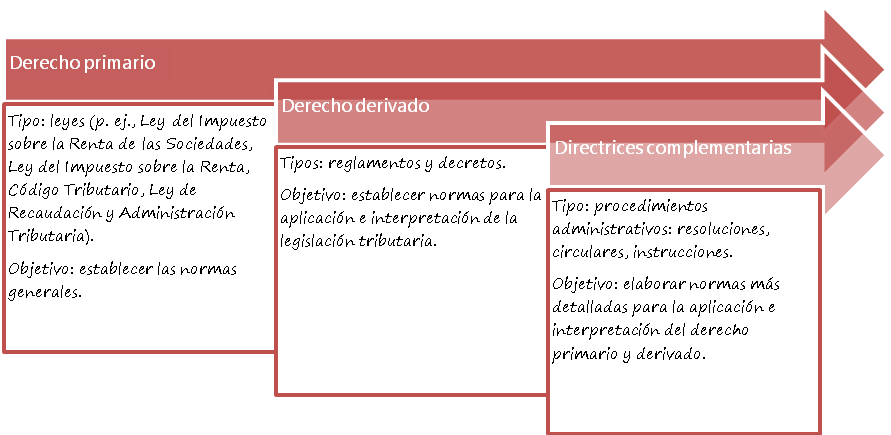 Derecho primario
Tipo: leyes (p. ej., Ley del Impuesto
sobre la Renta de las Sociedades,
Ley del Impuesto sobre la Renta,
Código Tributario, Ley de
Recaudación y Administración
Tributaria).
Objetivo: establecer las normas
generales.
Derecho derivado
Tipos: reglamentos y decretos.
Objetivo: establecer normas para la
aplicación e interpretación de la
legislación tributaria.
Directrices complementarias
Tipo: procedimientos
administrativos: resoluciones,
circulares, instrucciones.
Objetivo: elaborar normas más
detalladas para la aplicación e
interpretación del derecho
primario y derivado.